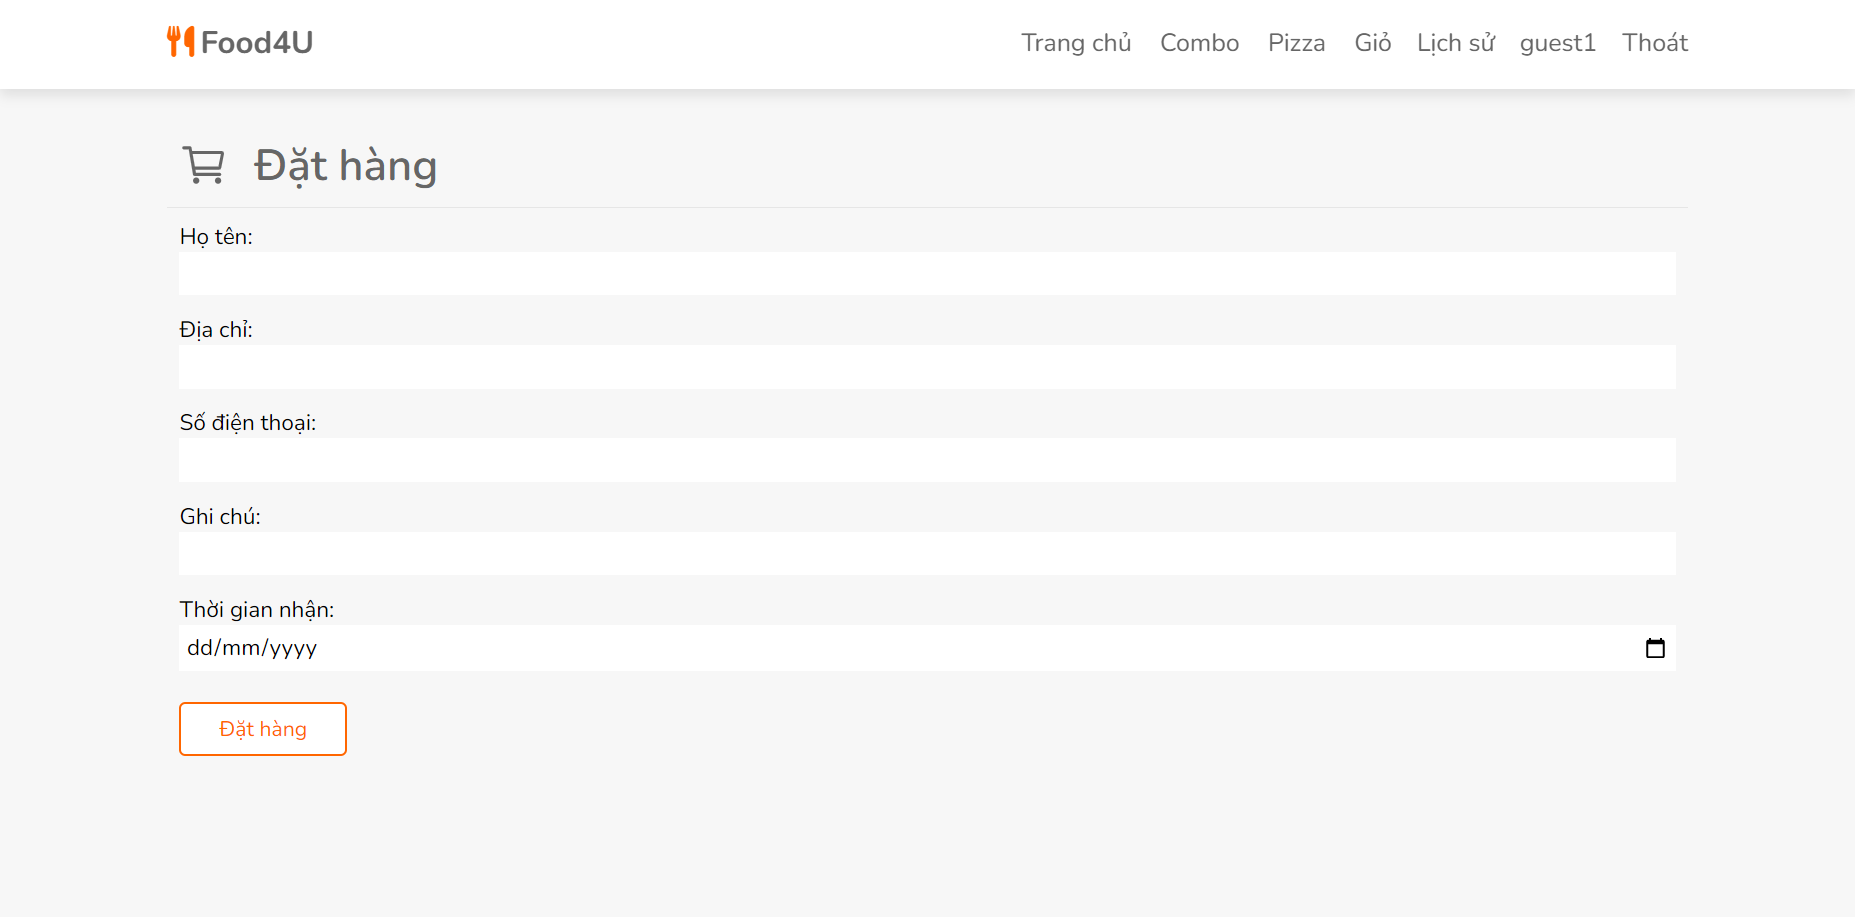 Food4U
Trang chủ Combo Pizza Giỏ Lịch sử guest1 Thoát
Đặt hàng
Họ tên:
Địa chỉ:
Số điện thoại:
Ghi chú:
Thời gian nhận:
dd/mm/yyyy
Đặt hàng